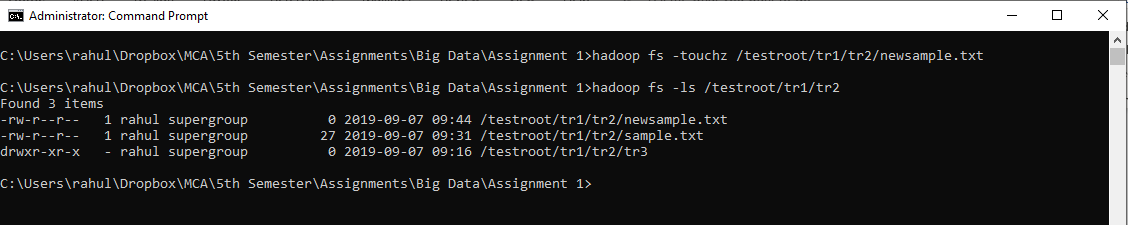 Administrator: Command Prompt
C:\Users\rahul\Dropbox\MCA\5th Semester\Assignments\Big Data\Assignment 1>hadoop fs -touchz /testroot/tr1/tr2/newsample.txt
C:\Users\rahul\Dropbox\MCA\5th Semester\Assignments\Big Data\Assignment 1>hadoop fs -ls /testroot/tr1/tr2
Found 3 items
-rw-r--r--   1 rahul supergroup          0 2019-09-07 09:44 /testroot/tr1/tr2/newsample.txt
-rw-r--r--   1 rahul supergroup         27 2019-09-07 09:31 /testroot/tr1/tr2/sample.txt
drwxr-xr-x   - rahul supergroup          0 2019-09-07 09:16 /testroot/tr1/tr2/tr3
C:\Users\rahul\Dropbox\MCA\5th Semester\Assignments\Big Data\Assignment 1>